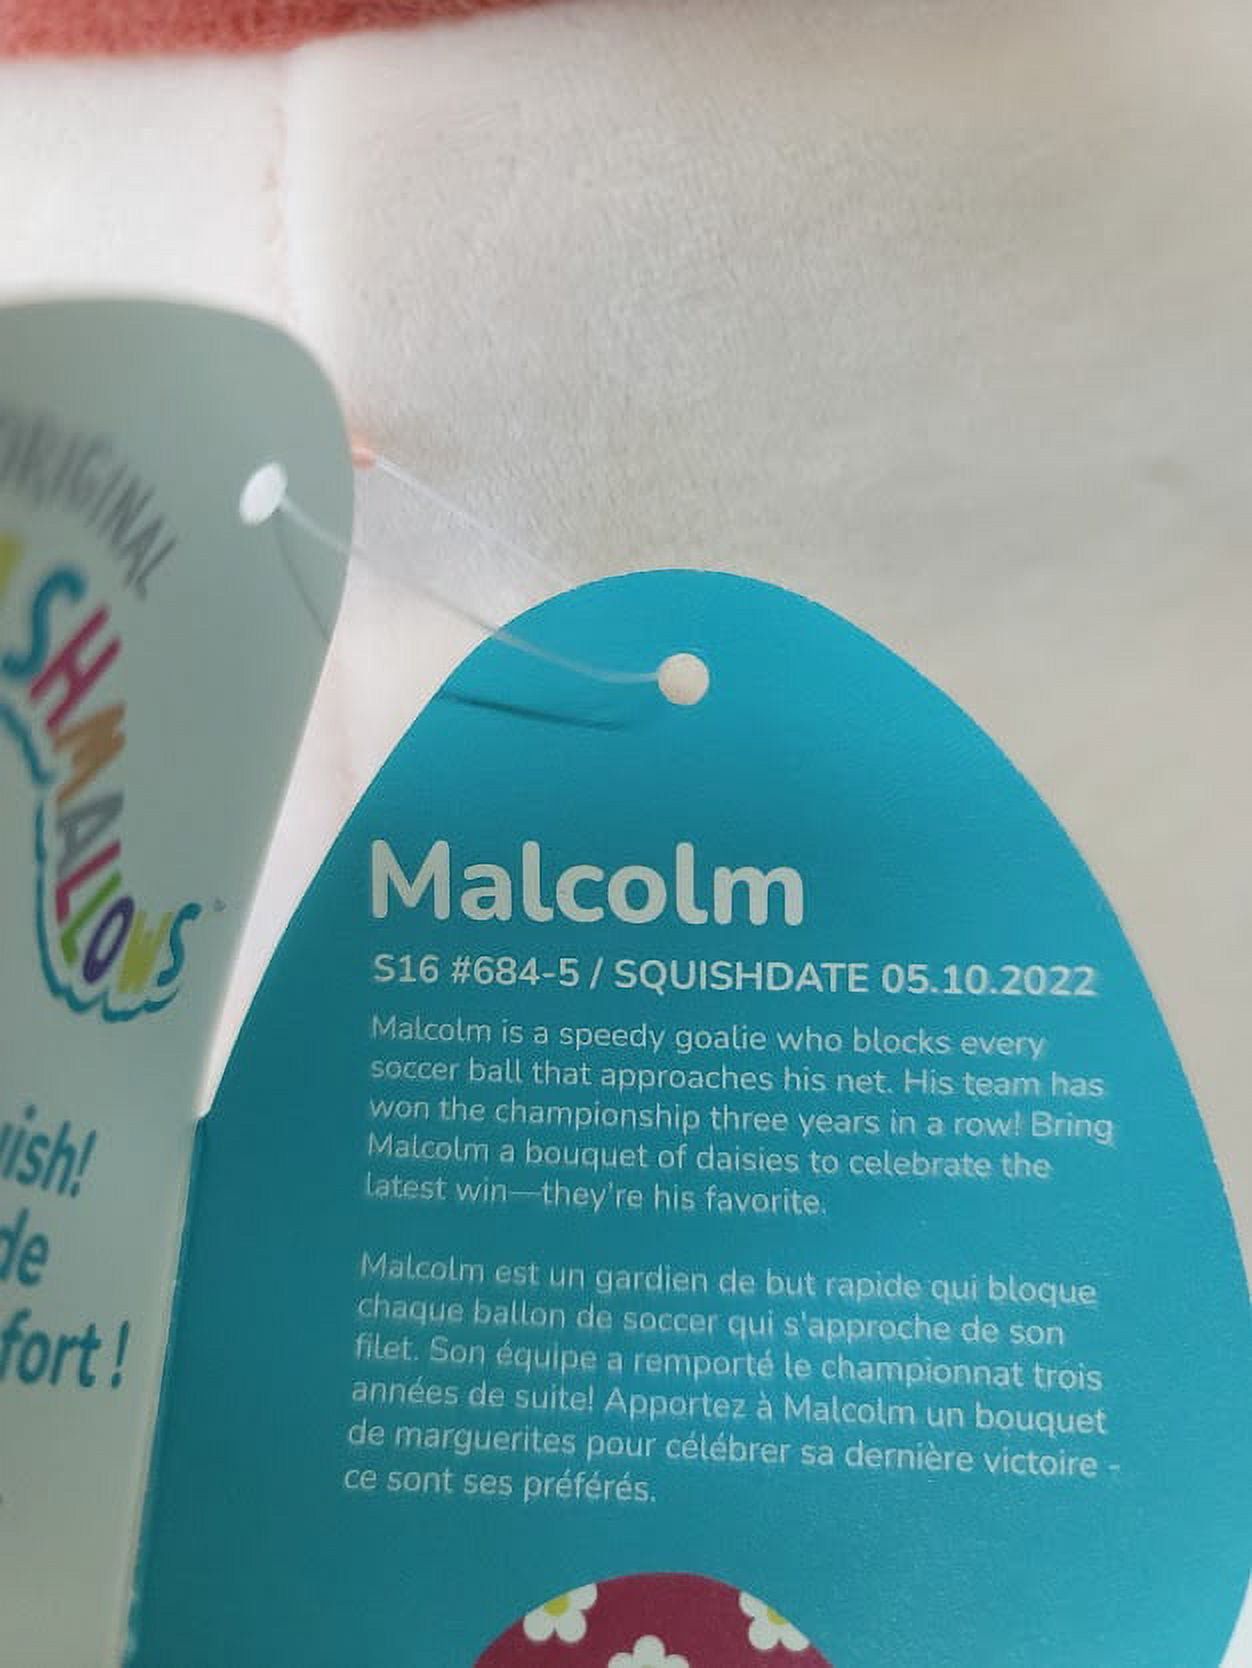 ORIGINAL
SHMALLOWS
uish!
de
fort !
Malcolm
S16 #684-5 / SQUISHDATE 05.10.2022
Malcolm is a speedy goalie who blocks every
soccer ball that approaches his net. His team has
won the championship three years in a row! Bring
Malcolm a bouquet of daisies to celebrate the
latest win—they're his favorite.
Malcolm est un gardien de but rapide qui bloque
chaque ballon de soccer qui s'approche de son
filet. Son équipe a remporté le championnat trois
années de suite! Apportez à Malcolm un bouquet
de marguerites pour célébrer sa dernière victoire -
ce sont ses préférés.